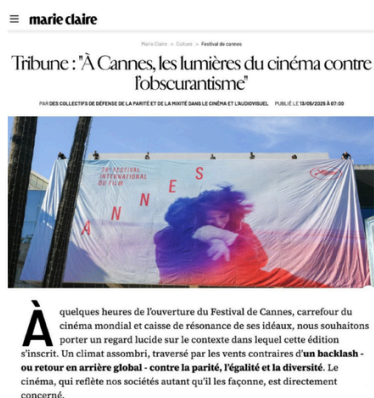 marie claire
Marie Claire > Culture > Festival de cannes
Tribune : "À Cannes, les lumières du cinéma contre
l'obscurantisme"
PAR DES COLLECTIFS DE DÉFENSE DE LA PARITÉ ET DE LA MIXITÉ DANS LE CINÉMA ET L'AUDIOVISUEL PUBLIÉ LE 13/05/2025 À 07:00
FESTIVAL
INTERNATIONAL
DU FILM
CANNES
À quelques heures de l'ouverture du Festival de Cannes, carrefour du
cinéma mondial et caisse de résonance de ses idéaux, nous souhaitons
porter un regard lucide sur le contexte dans lequel cette édition
s'inscrit. Un climat assombri, traversé par les vents contraires d'un backlash -
ou retour en arrière global - contre la parité, l'égalité et la diversité. Le
cinéma, qui reflète nos sociétés autant qu'il les façonne, est directement
concerné.